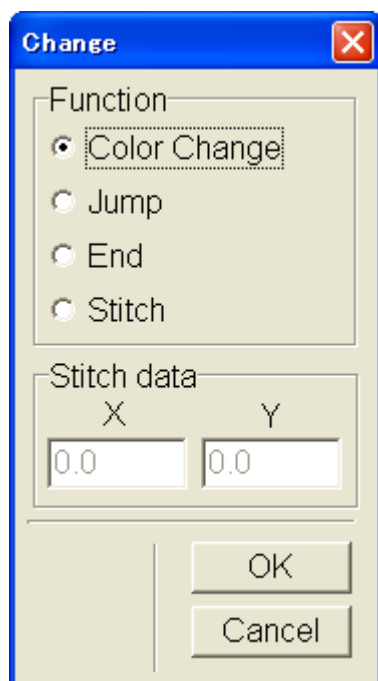 Change
Function
Color Change
Jump
End
Stitch
Stitch data
X Y
0.0 0.0
OK
Cancel